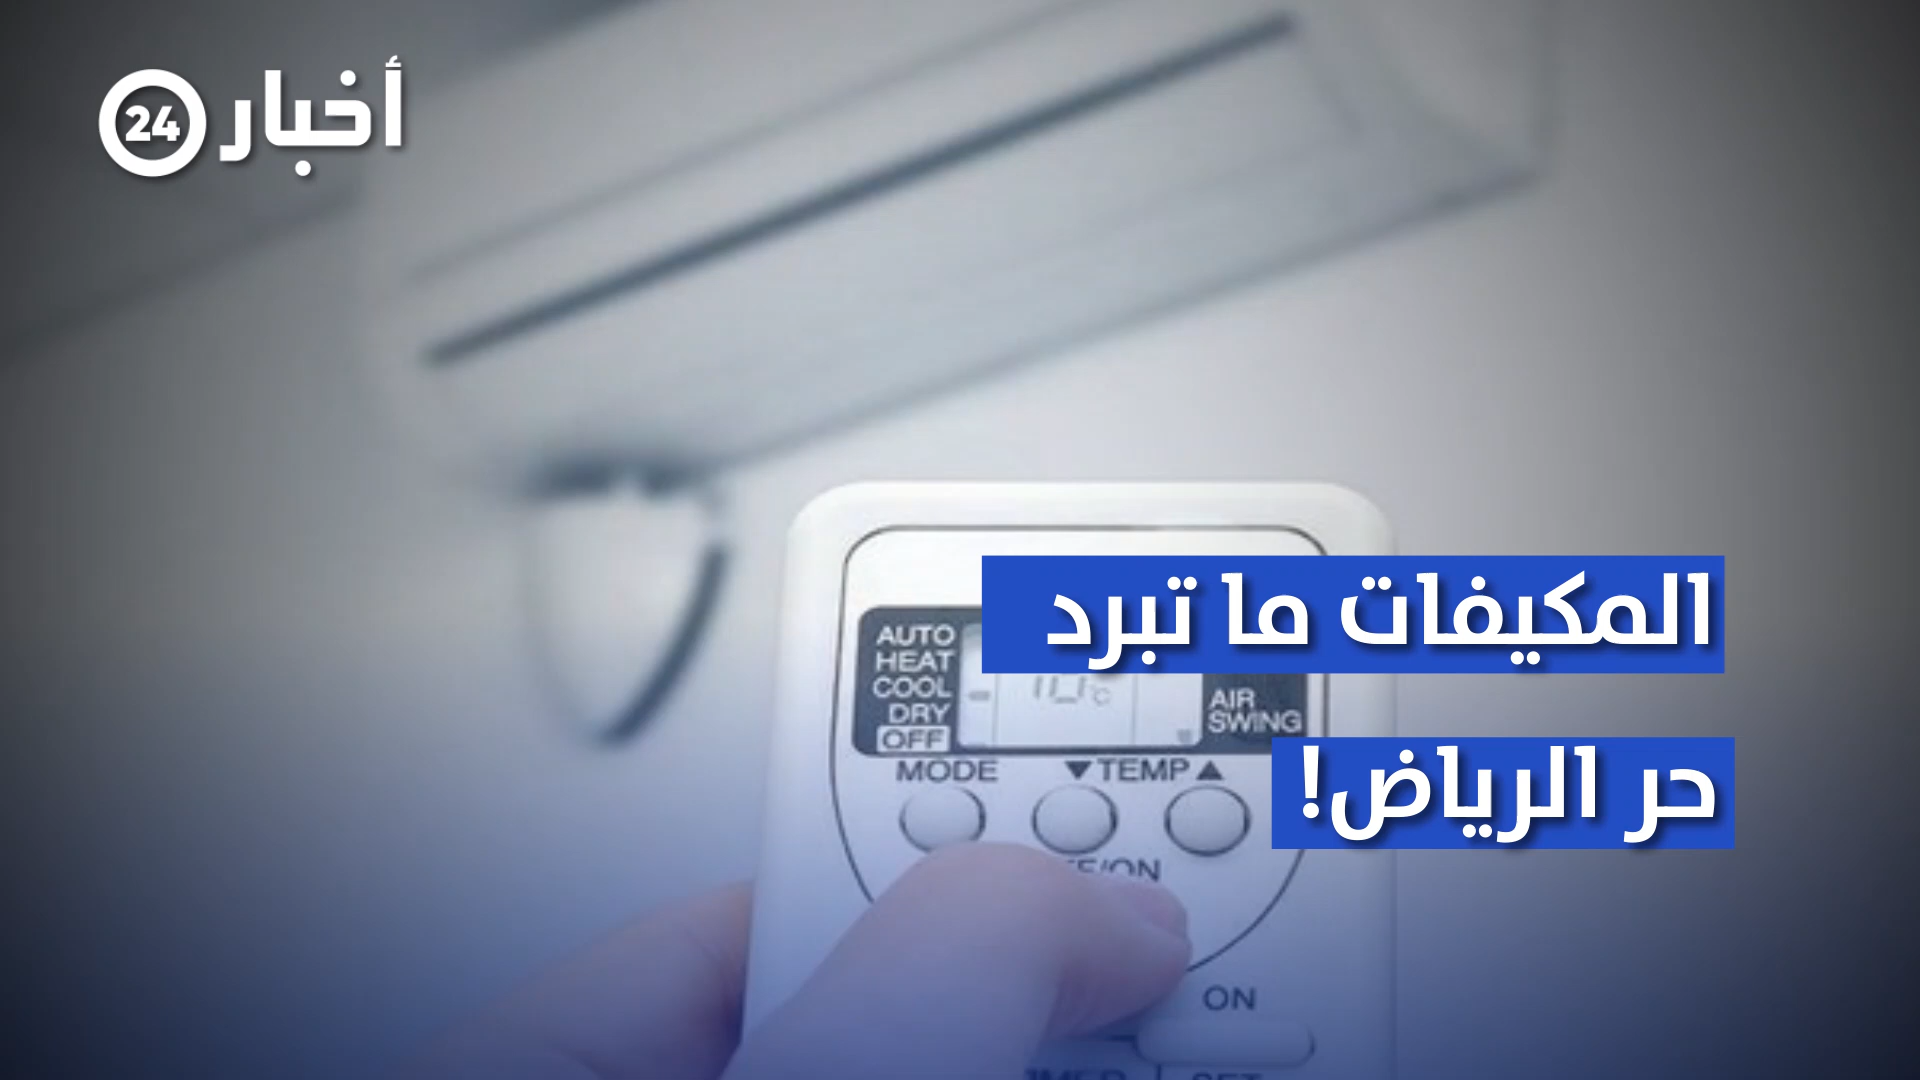 أخبار 24
المكيفات ما تبرد
حر الرياض!
AUTO
HEAT
COOL
DRY
OFF
AIR
SWING
MODE
▼TEMP▲
ON